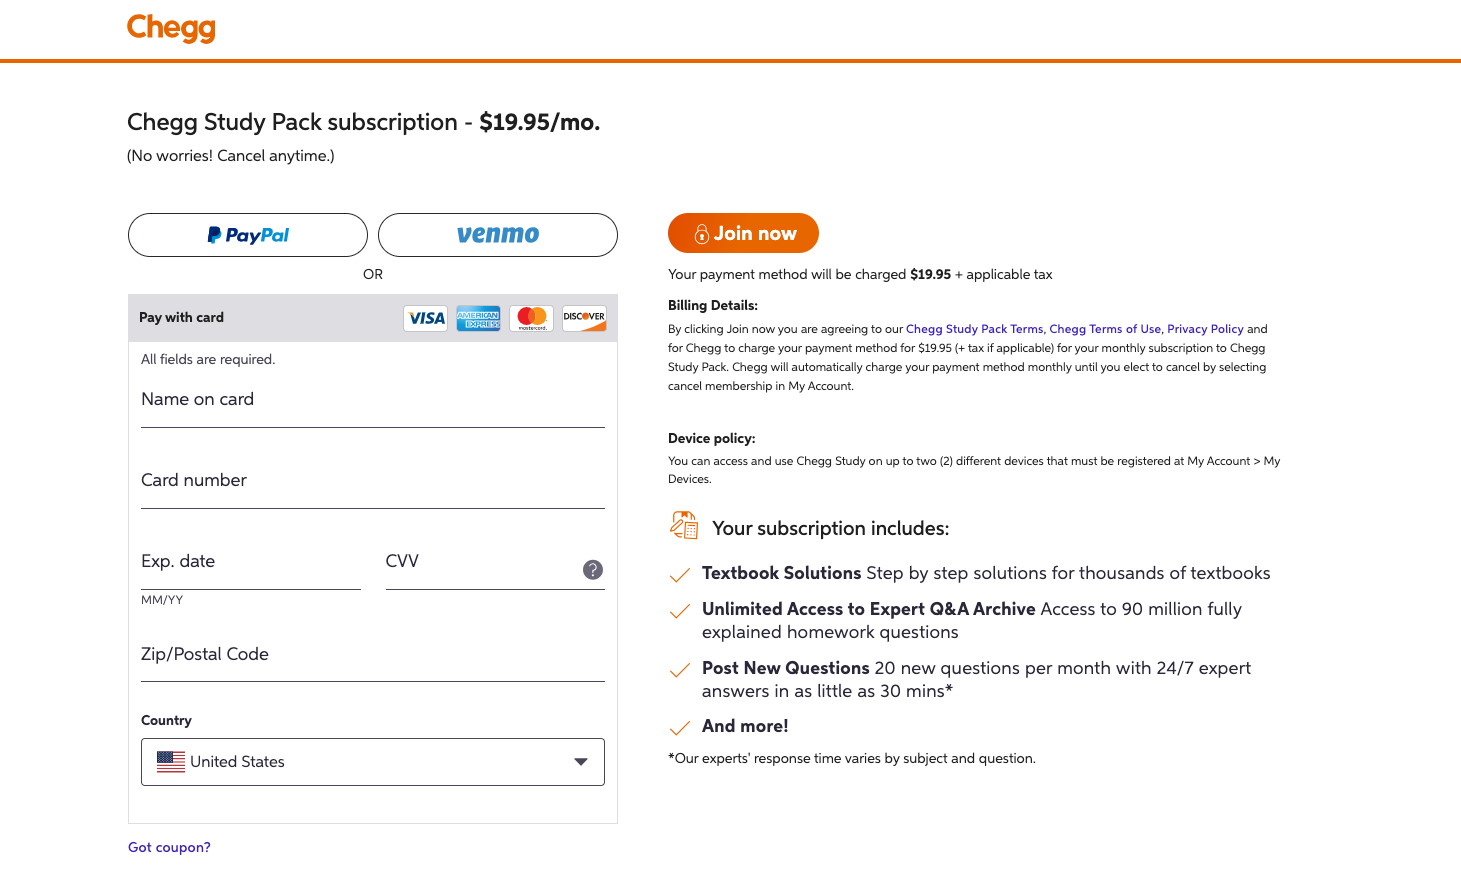 Chegg
Chegg Study Pack subscription - $19.95/mo.
(No worries! Cancel anytime.)
PayPal
venmo
OR
Pay with card
VISA
AMERICAN
EXPRESS
mastercard.
DISCOVER
All fields are required.
Name on card
Card number
Exp. date
CVV
?
MM/YY
Zip/Postal Code
Country
United States
Got coupon?
Join now
Your payment method will be charged $19.95 + applicable tax
Billing Details:
By clicking Join now you are agreeing to our Chegg Study Pack Terms, Chegg Terms of Use, Privacy Policy and
for Chegg to charge your payment method for $19.95 (+ tax if applicable) for your monthly subscription to Chegg
Study Pack. Chegg will automatically charge your payment method monthly until you elect to cancel by selecting
cancel membership in My Account.
Device policy:
You can access and use Chegg Study on up to two (2) different devices that must be registered at My Account > My
Devices.
Your subscription includes:
Textbook Solutions Step by step solutions for thousands of textbooks
Unlimited Access to Expert Q&A Archive Access to 90 million fully
explained homework questions
Post New Questions 20 new questions per month with 24/7 expert
answers in as little as 30 mins*
And more!
*Our experts' response time varies by subject and question.